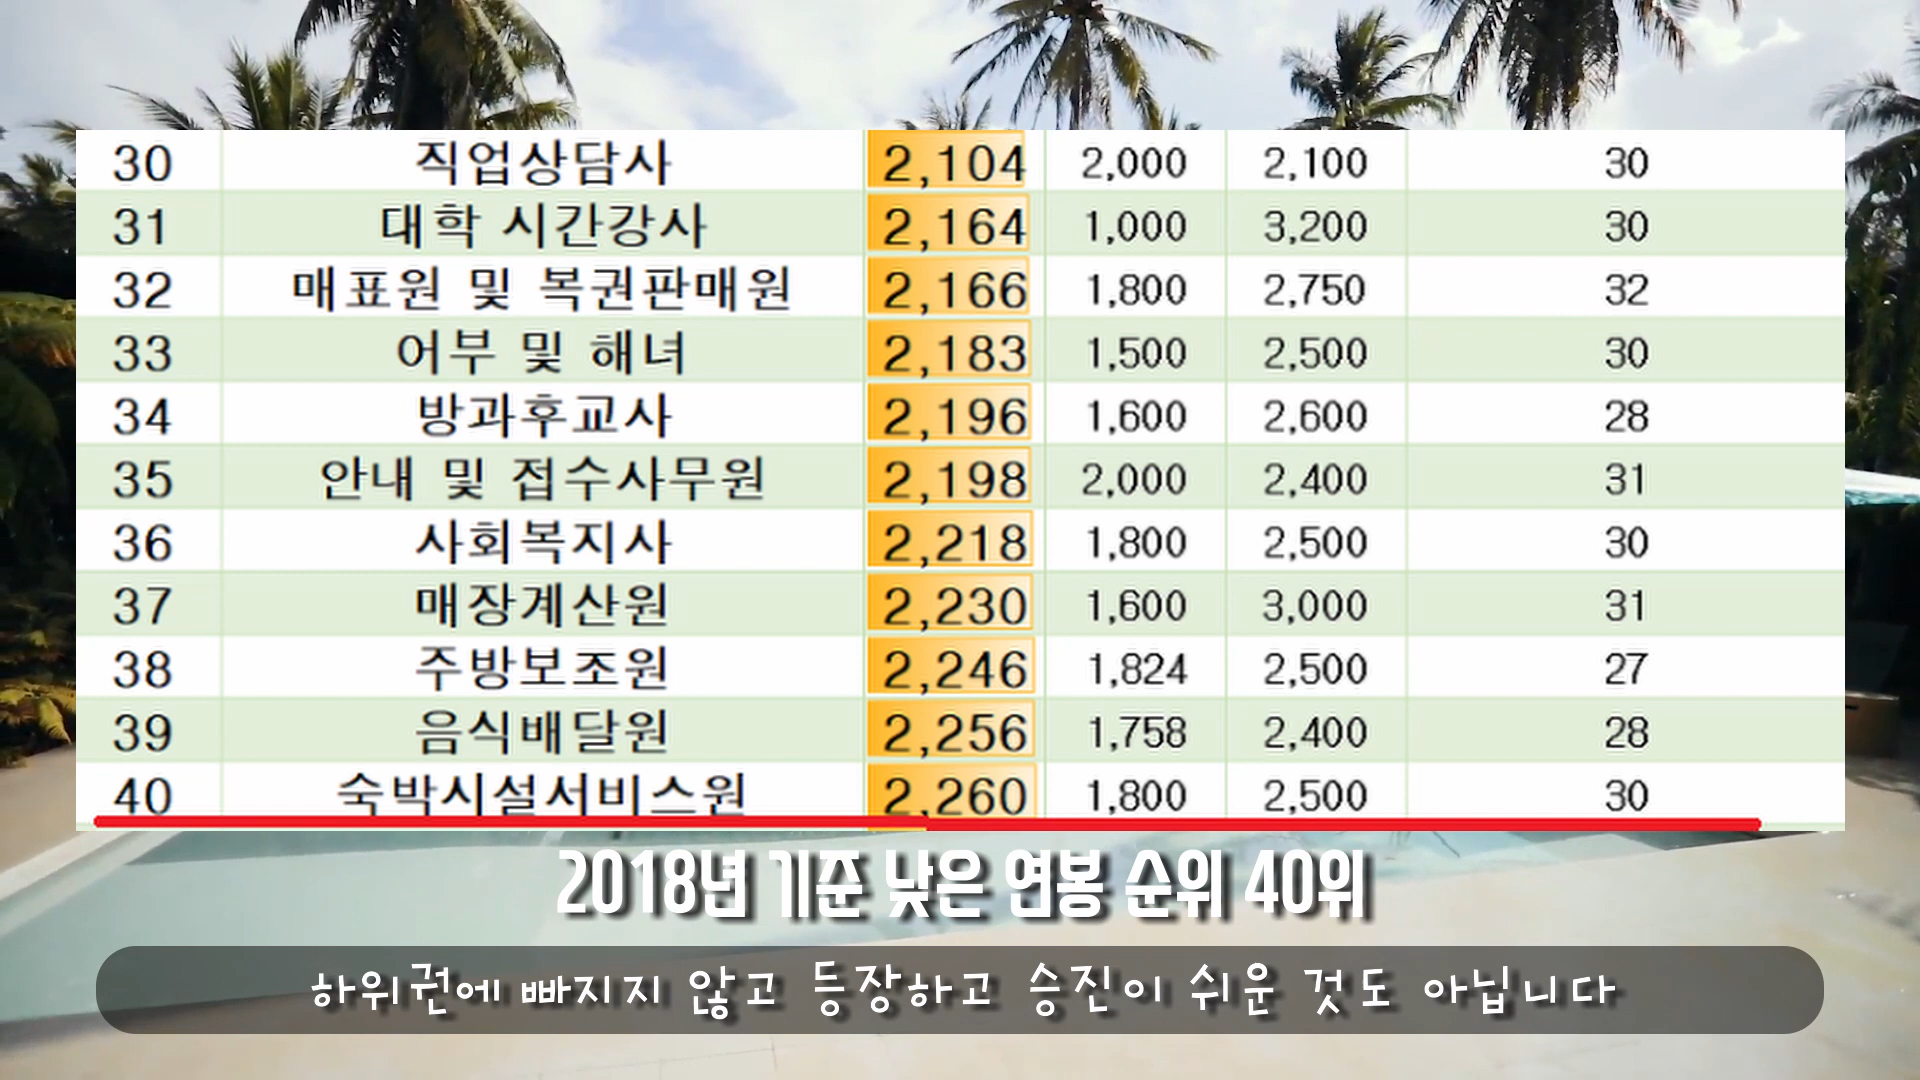 30 직업상담사 2,104 2,000 2,100 30
31 대학 시간강사 2,164 1,000 3,200 30
32 매표원 및 복권판매원 2,166 1,800 2,750 32
33 어부 및 해녀 2,183 1,500 2,500 30
34 방과후교사 2,196 1,600 2,600 28
35 안내 및 접수사무원 2,198 2,000 2,400 31
36 사회복지사 2,218 1,800 2,500 30
37 매장계산원 2,230 1,600 3,000 31
38 주방보조원 2,246 1,824 2,500 27
39 음식배달원 2,256 1,758 2,400 28
40 숙박시설서비스원 2,260 1,800 2,500 30
2018년 기준 낮은 연봉 순위 40위
하위권에 빠지지 않고 등장하고 승진이 쉬운 것도 아닙니다